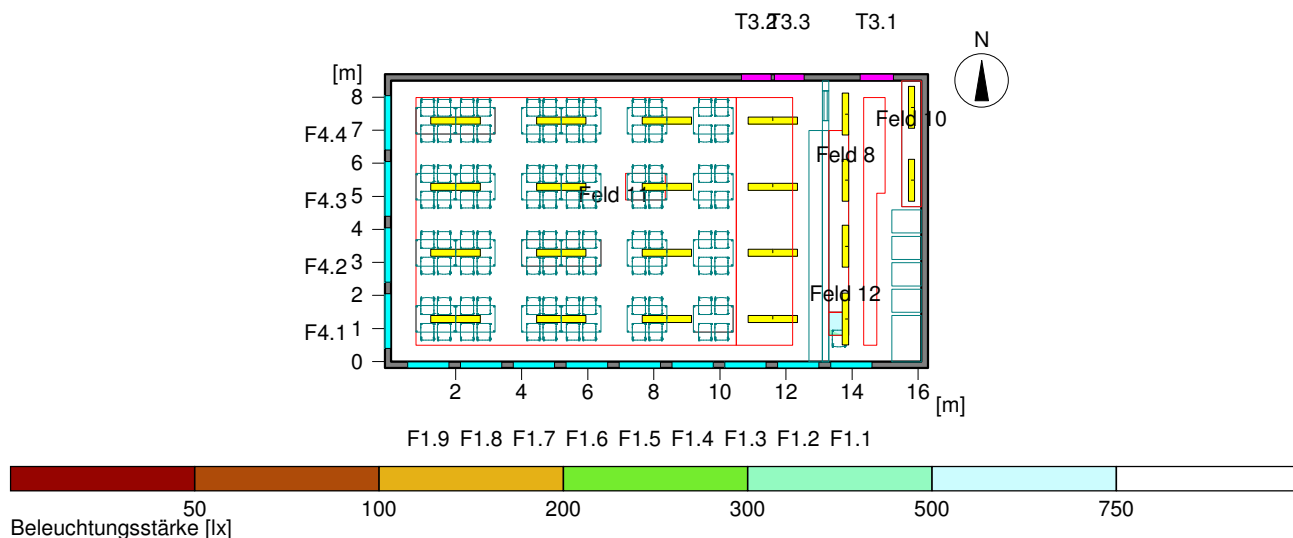 T3.2 T3.3 T3.1
N
[m]
8
7
6
5
4
3
2
1
0
F4.4
F4.3
F4.2
F4.1
Feld 10
Feld 8
Feld 11
Feld 12
2 4 6 8 10 12 14 16
[m]
F1.9 F1.8 F1.7 F1.6 F1.5 F1.4 F1.3 F1.2 F1.1
50 100 200 300 500 750
Beleuchtungsstärke [lx]